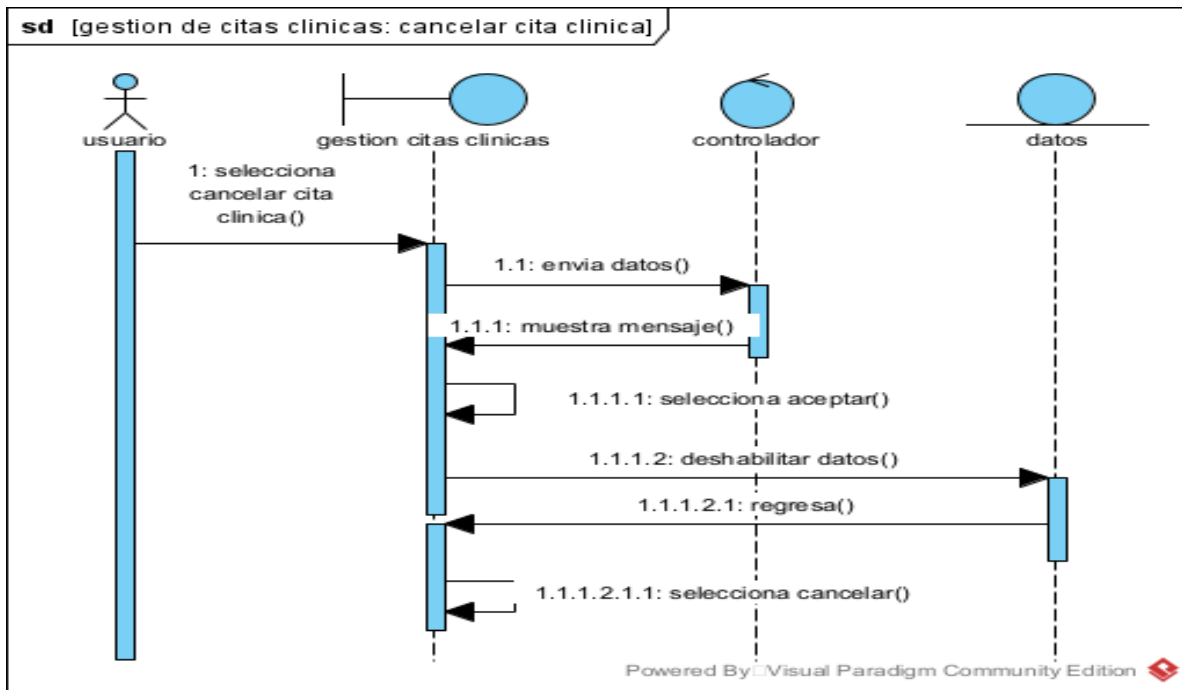 sd [gestion de citas clinicas: cancelar cita clinica]
usuario
gestion citas clinicas
controlador
datos
1: selecciona
cancelar cita
clinica()
1.1: envia datos()
1.1.1: muestra mensaje()
1.1.1.1: selecciona aceptar()
1.1.1.2: deshabilitar datos()
1.1.1.2.1: regresa()
1.1.1.2.1.1: selecciona cancelar()
Powered By Visual Paradigm Community Edition